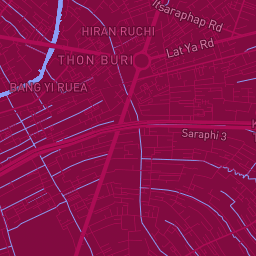 Itsaraphap Rd
HIRAN RUCHI
Lat Ya Rd
THON BURI
BANG YI RUEA
Saraphi 3